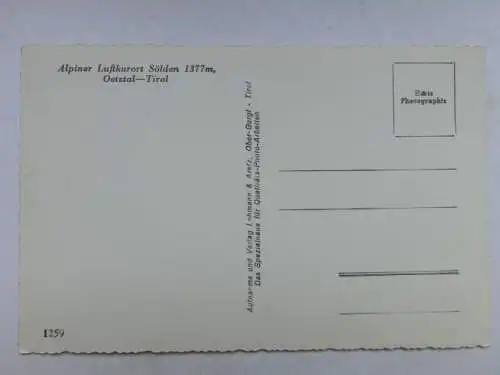 Alpiner Luftkurort Sölden 1377m,
Oetztal—Tirol
Echte
Photographie
Aufnahme und Verlag Lohmann & Aretz, Ober-Gurgl - Tirol
Das Spezialhaus für Qualitäts-Photo-Arbeiten
1259